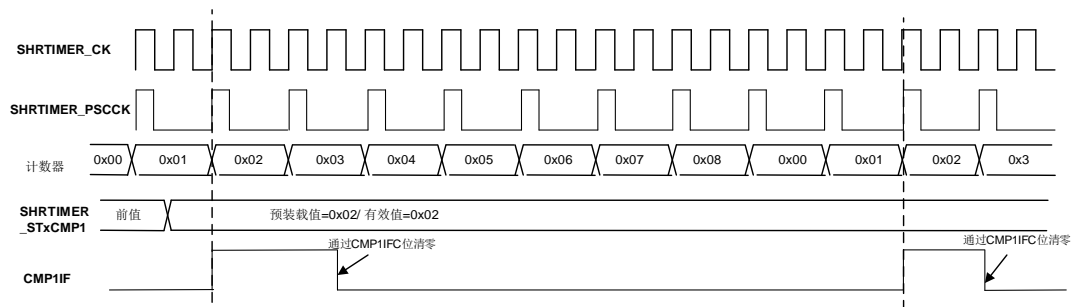 SHRTIMER_CK
SHRTIMER_PSCCK
计数器 0x00 0x01 0x02 0x03 0x04 0x05 0x06 0x07 0x08 0x00 0x01 0x02 0x3
SHRTIMER
_STxCMP1
前值 预装载值=0x02/ 有效值=0x02
通过CMP1IFC位清零 通过CMP1IFC位清零
CMP1IF